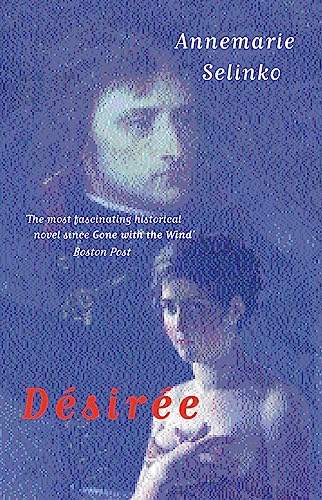 Annemarie
Selinko
'The most fascinating historical
novel since Gone with the Wind'
Boston Post
Désirée